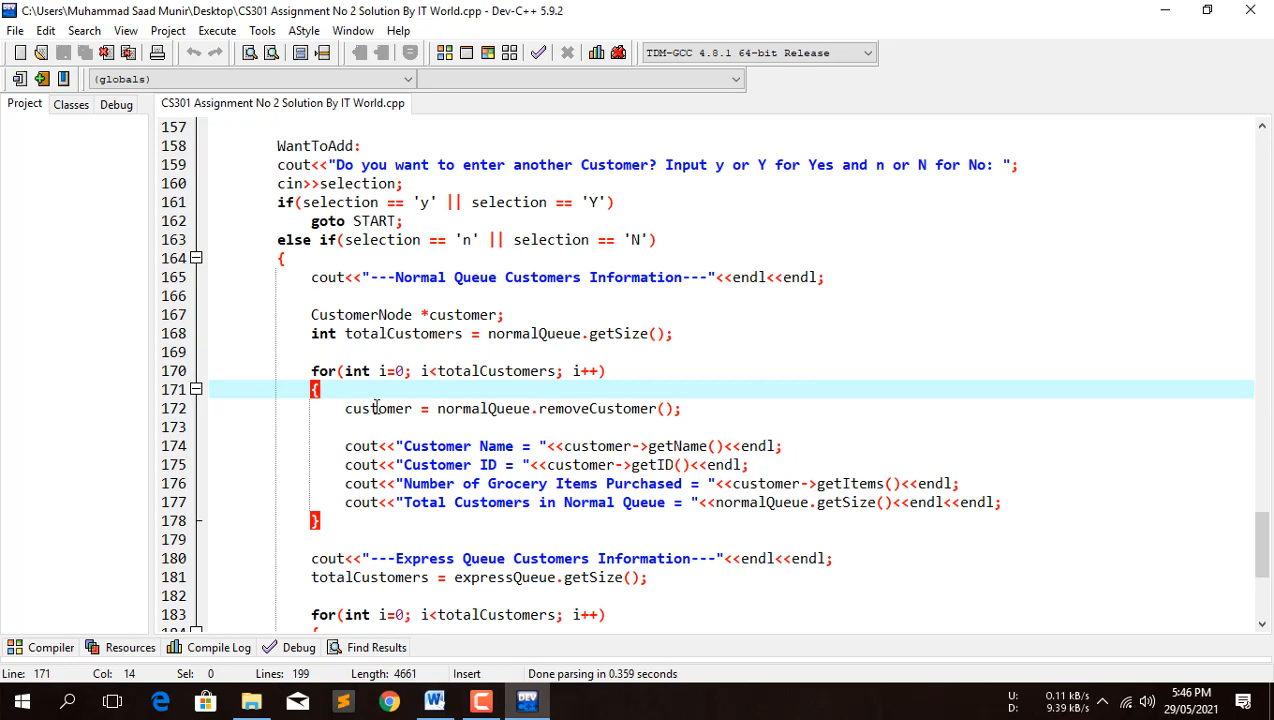 C:\Users\Muhammad Saad Munir\Desktop\CS301 Assignment No 2 Solution By IT World.cpp - Dev-C++ 5.9.2
File Edit Search View Project Execute Tools AStyle Window Help
TDM-GCC 4.8.1 64-bit Release
(globals)
Project Classes Debug
CS301 Assignment No 2 Solution By IT World.cpp
157
158 WantToAdd:
159 cout<<"Do you want to enter another Customer? Input y or Y for Yes and n or N for No: ";
160 cin>>selection;
161 if(selection == 'y' || selection == 'Y')
162 goto START;
163 else if(selection == 'n' || selection == 'N')
164 {
165 cout<<"---Normal Queue Customers Information---"<<endl<<endl;
166
167 CustomerNode *customer;
168 int totalCustomers = normalQueue.getSize();
169
170 for(int i=0; i<totalCustomers; i++)
171 {
172 customer = normalQueue.removeCustomer();
173
174 cout<<"Customer Name = "<<customer->getName()<<endl;
175 cout<<"Customer ID = "<<customer->getID()<<endl;
176 cout<<"Number of Grocery Items Purchased = "<<customer->getItems()<<endl;
177 cout<<"Total Customers in Normal Queue = "<<normalQueue.getSize()<<endl<<endl;
178 }
179
180 cout<<"---Express Queue Customers Information---"<<endl<<endl;
181 totalCustomers = expressQueue.getSize();
182
183 for(int i=0; i<totalCustomers; i++)
184 {
Compiler Resources Compile Log Debug Find Results
Line: 171 Col: 14 Sel: 0 Lines: 199 Length: 4661 Insert Done parsing in 0.359 seconds
DEV
U: 0.11 kB/s
D: 9.39 kB/s
5:46 PM
29/05/2021